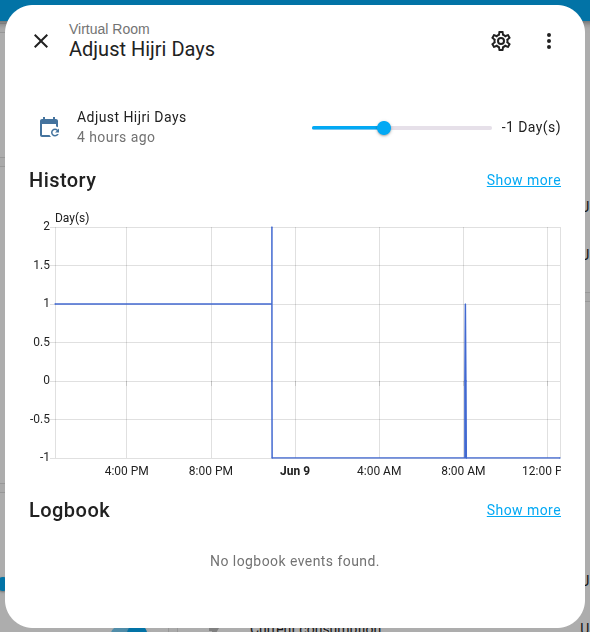 Virtual Room
Adjust Hijri Days
Adjust Hijri Days
4 hours ago
-1 Day(s)
History
Show more
Day(s)
2
1.5
1
0.5
0
-0.5
-1
4:00 PM
8:00 PM
Jun 9
4:00 AM
8:00 AM
12:00 P
Logbook
Show more
No logbook events found.